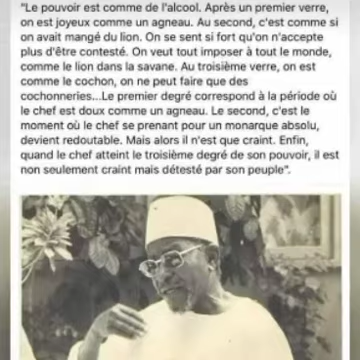 "Le pouvoir est comme de l'alcool. Après un premier verre,
on est joyeux comme un agneau. Au second, c'est comme si
on avait mangé du lion. On se sent si fort qu'on n'accepte
plus d'être contesté. On veut tout imposer à tout le monde,
comme le lion dans la savane. Au troisième verre, on est
comme le cochon, on ne peut faire que des
cochonneries...Le premier degré correspond à la période où
le chef est doux comme un agneau. Le second, c'est le
moment où le chef se prenant pour un monarque absolu,
devient redoutable. Mais alors il n'est que craint. Enfin,
quand le chef atteint le troisième degré de son pouvoir, il est
non seulement craint mais détesté par son peuple".